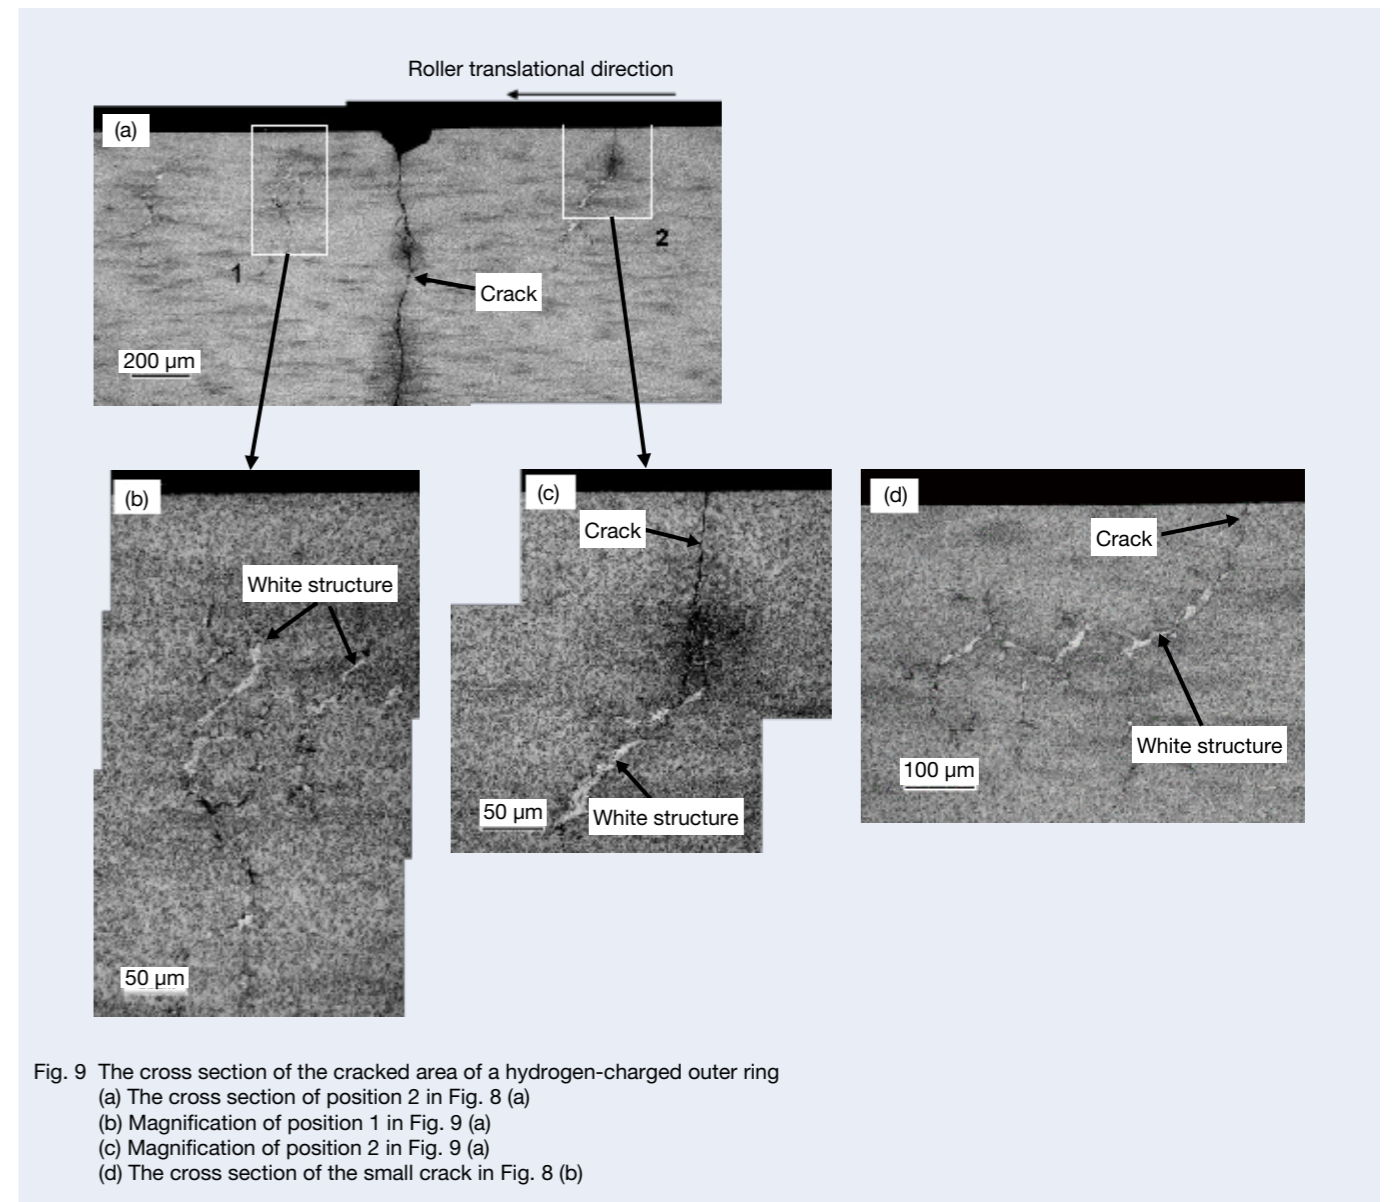 Roller translational direction
(a)
2
1
Crack
200 µm
(b)
(c)
(d)
Crack
Crack
White structure
White structure
100 µm
50 µm
White structure
50 µm
Fig. 9 The cross section of the cracked area of a hydrogen-charged outer ring
(a) The cross section of position 2 in Fig. 8 (a)
(b) Magnification of position 1 in Fig. 9 (a)
(c) Magnification of position 2 in Fig. 9 (a)
(d) The cross section of the small crack in Fig. 8 (b)